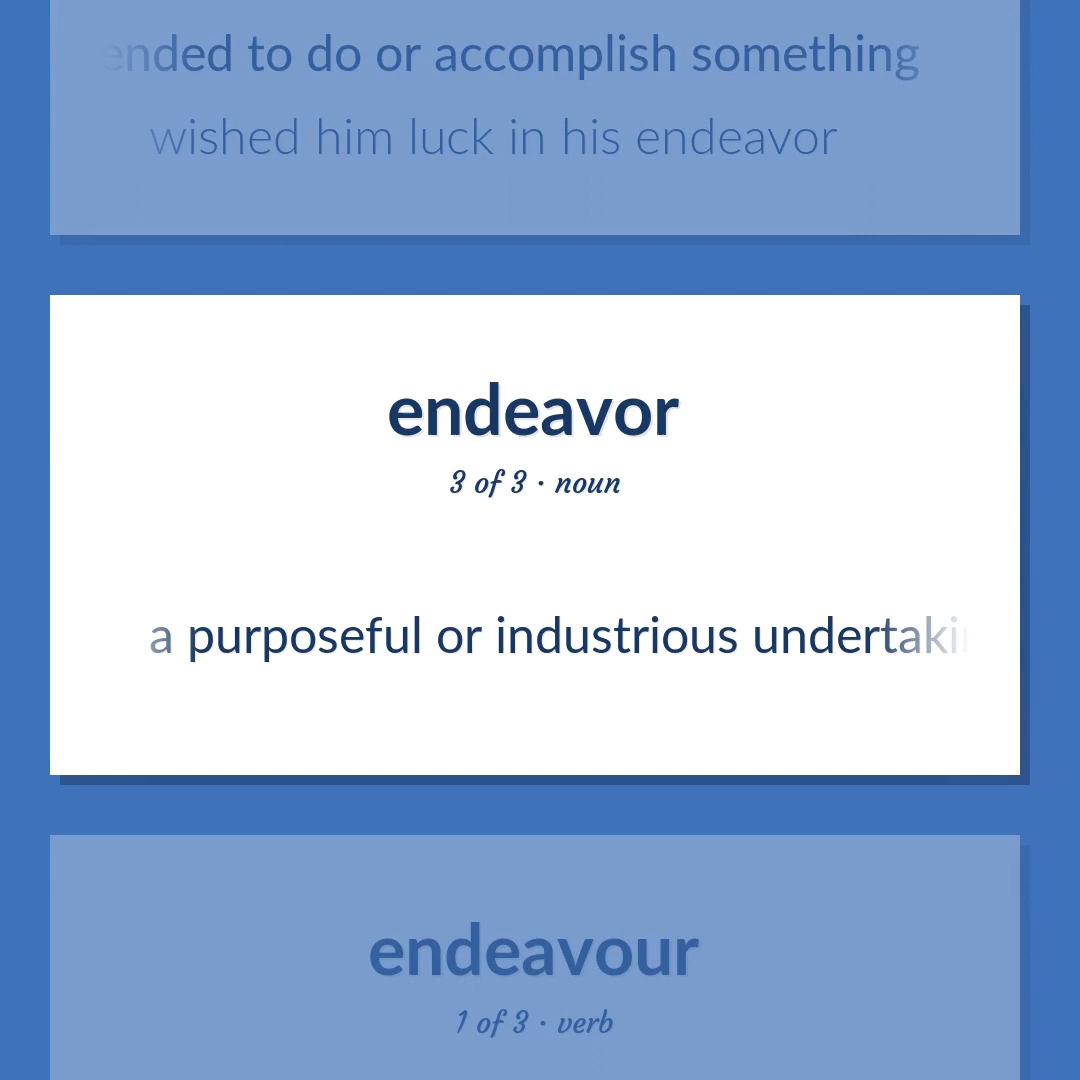 ended to do or accomplish something
wished him luck in his endeavor
endeavor
3 of 3 · noun
a purposeful or industrious undertaki
endeavour
1 of 3 · verb